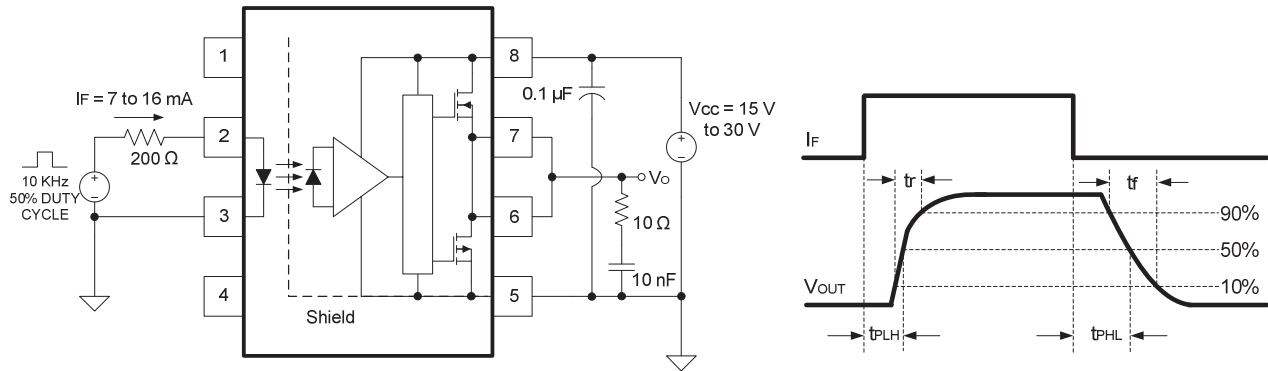 1
2
3
4
8
7
6
5
IF = 7 to 16 mA
200 Ω
10 KHz
50% DUTY
CYCLE
Shield
0.1 µF
Vcc = 15 V
to 30 V
+
−
Vo
10 Ω
10 nF
+
−
IF
tr
tf
90%
50%
10%
VOUT
tPLH
tPHL